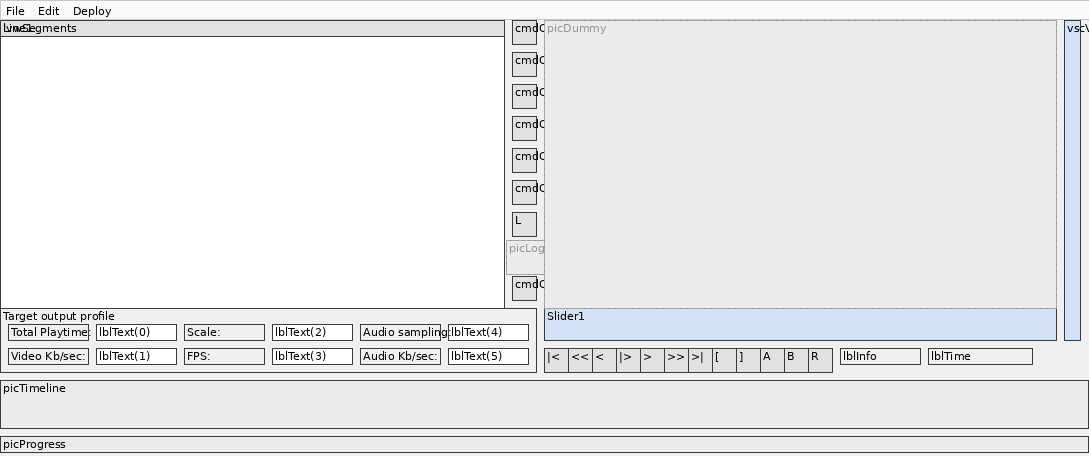 File Edit Deploy
lvwSegments
cmdC
picDummy
vscV
cmdC
cmdC
cmdC
cmdC
cmdC
L
picLog
cmdC
Target output profile
Slider1
Total Playtime: lblText(0) Scale: lblText(2) Audio sampling: lblText(4)
Video Kb/sec: lblText(1) FPS: lblText(3) Audio Kb/sec: lblText(5)
|< << < |> > >> >| [ ] A B R lblInfo lblTime
picTimeline
picProgress